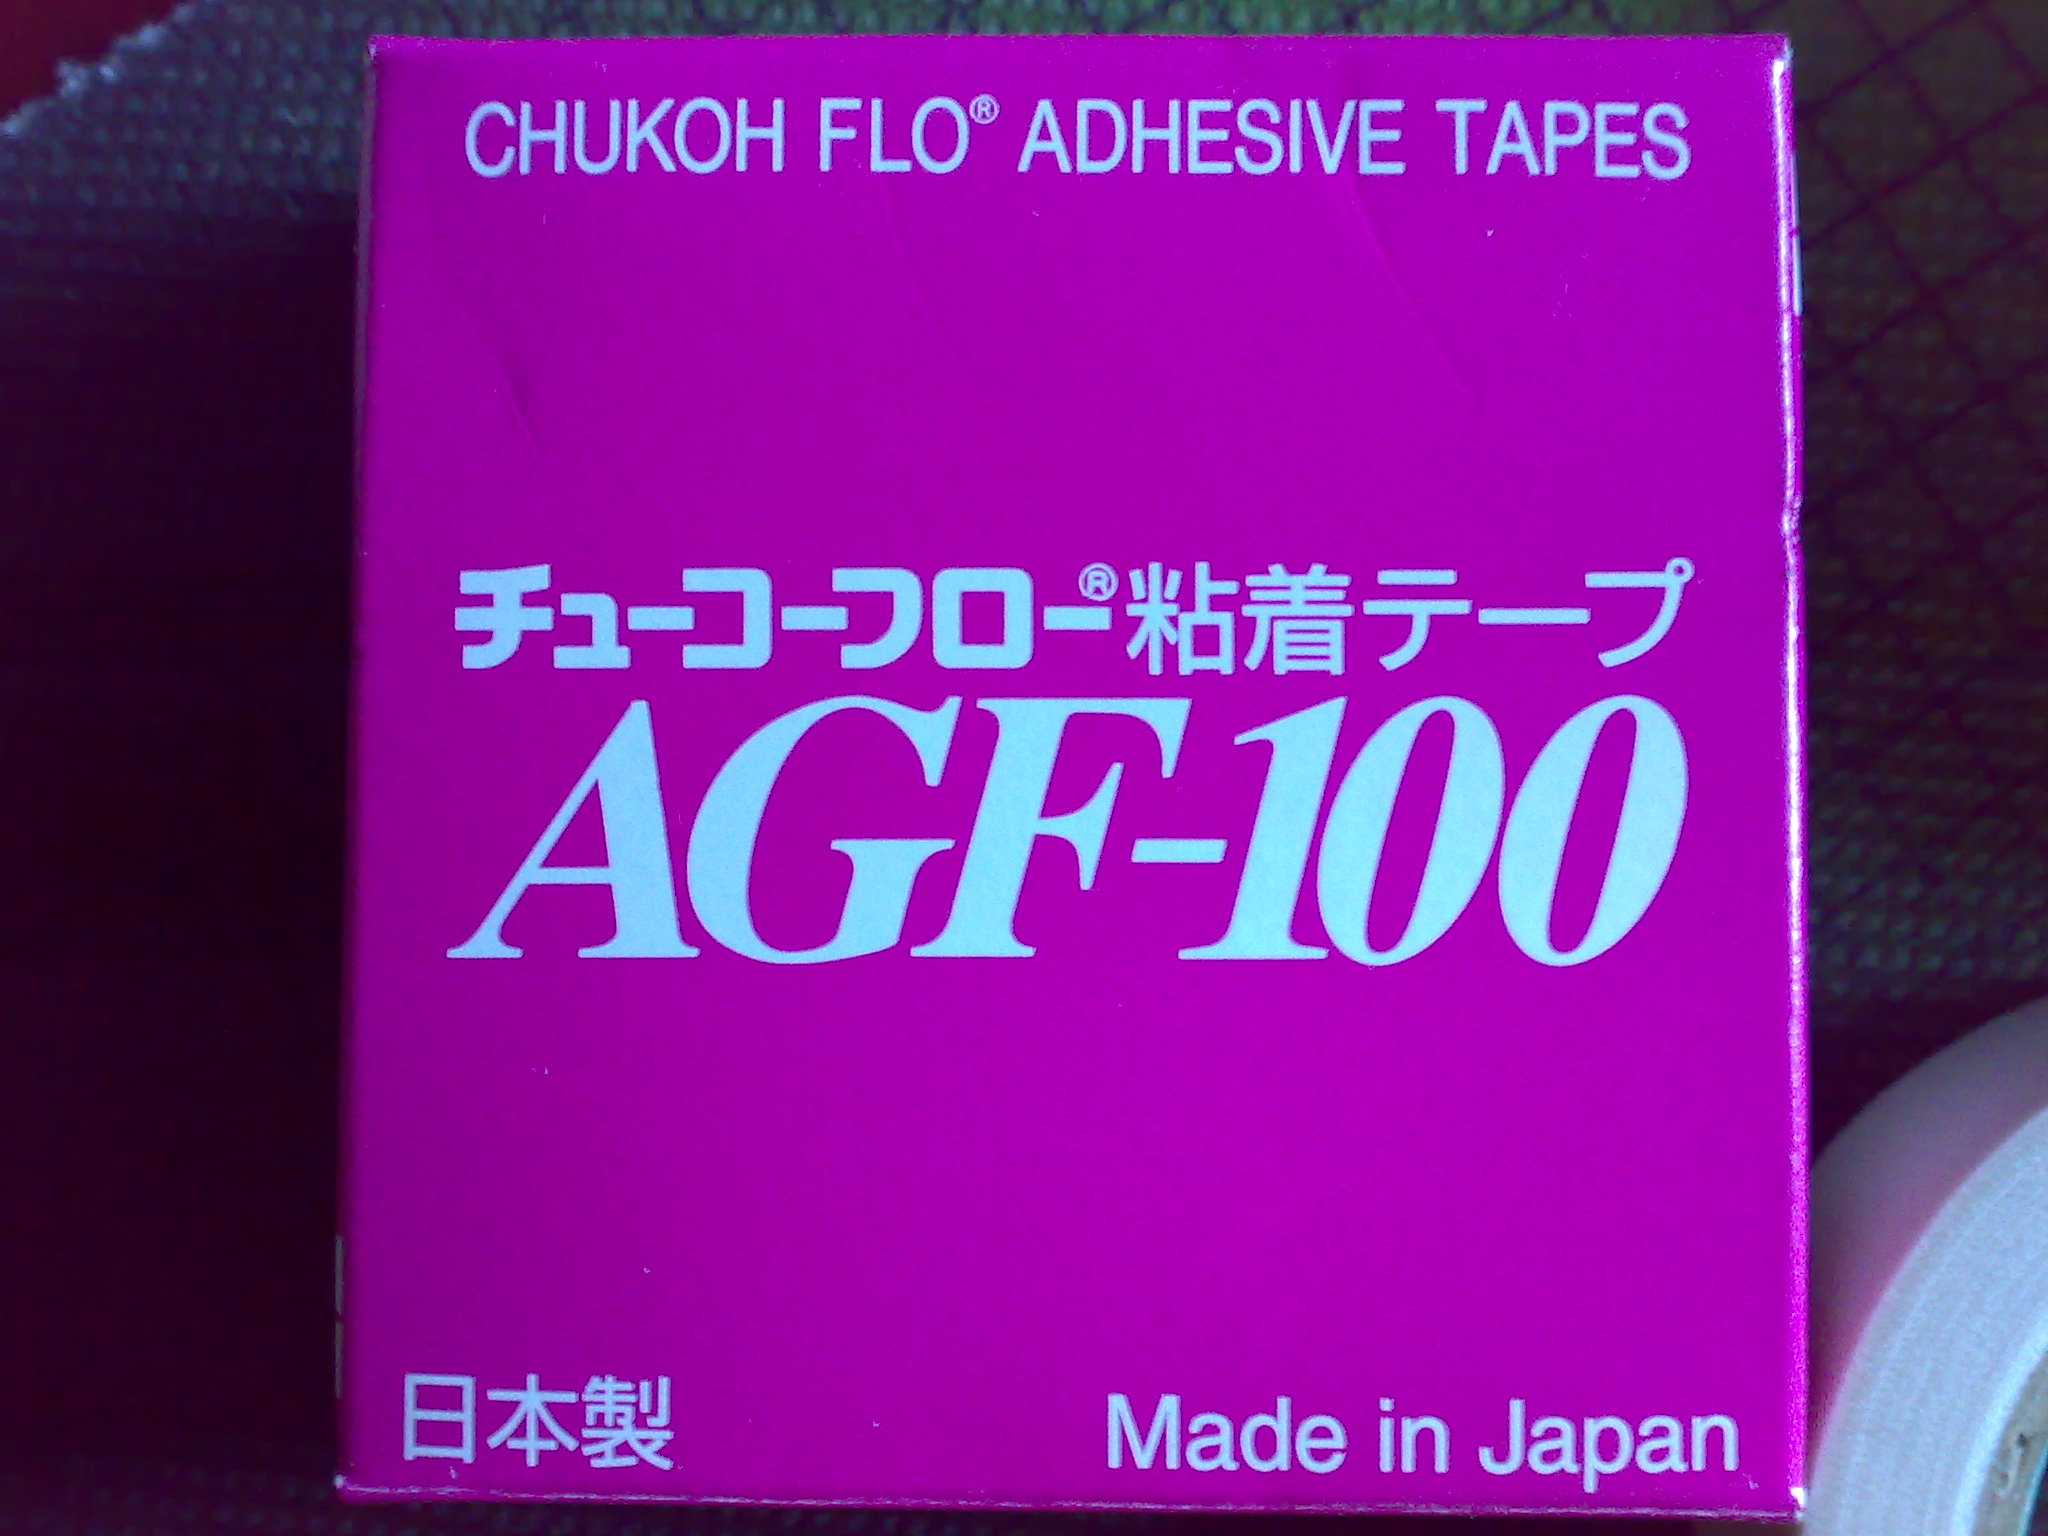 CHUKOH FLO® ADHESIVE TAPES
チューコーフロー®粘着テープ
AGF-100
日本製
Made in Japan